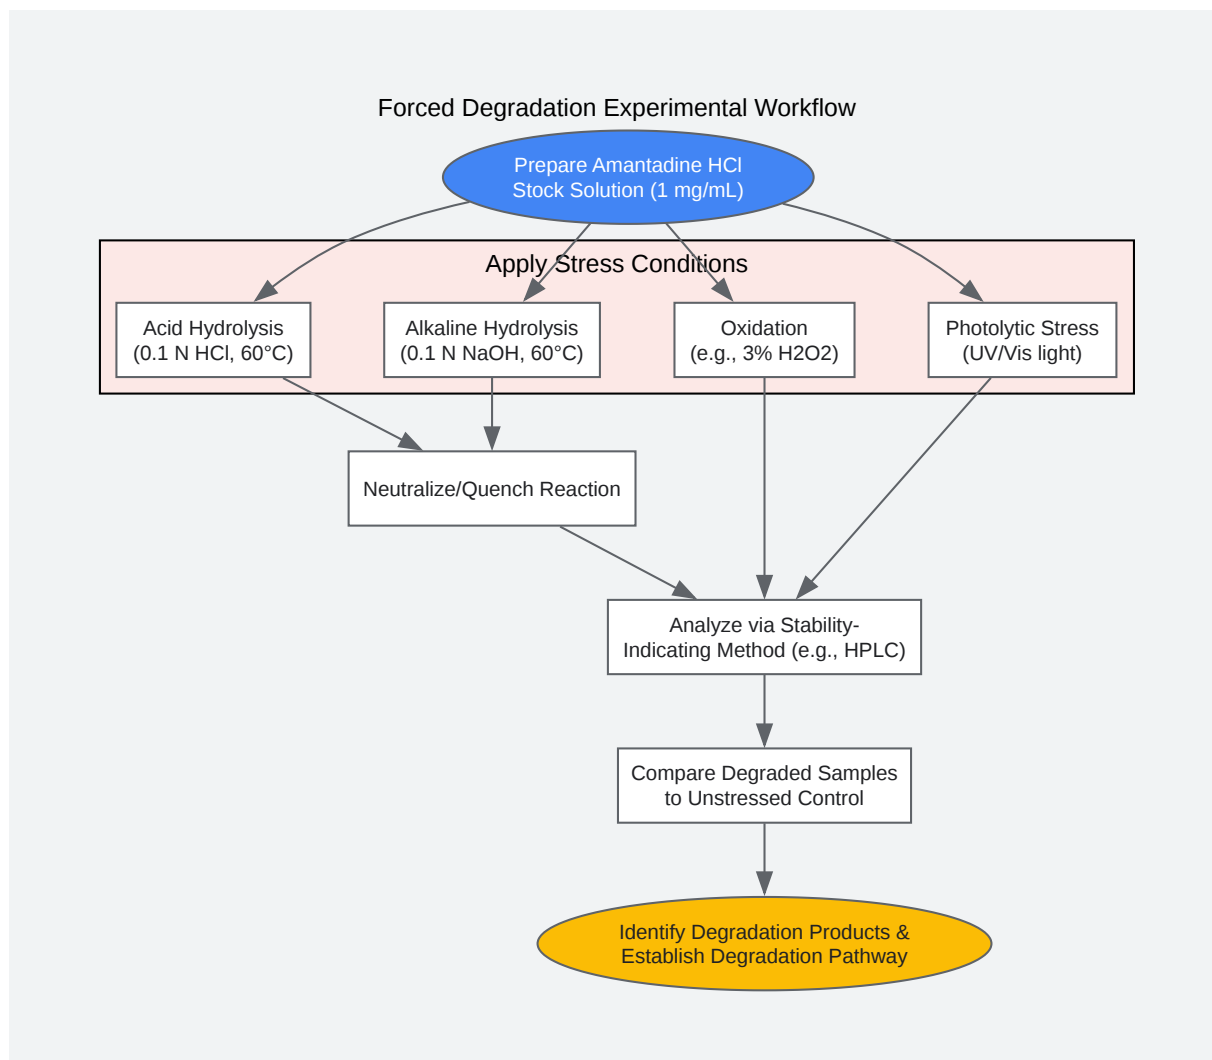 Forced Degradation Experimental Workflow
Prepare Amantadine HCl
Stock Solution (1 mg/mL)
Apply Stress Conditions
Acid Hydrolysis
(0.1 N HCl, 60°C)
Alkaline Hydrolysis
(0.1 N NaOH, 60°C)
Oxidation
(e.g., 3% H2O2)
Photolytic Stress
(UV/Vis light)
Neutralize/Quench Reaction
Analyze via Stability-
Indicating Method (e.g., HPLC)
Compare Degraded Samples
to Unstressed Control
Identify Degradation Products &
Establish Degradation Pathway